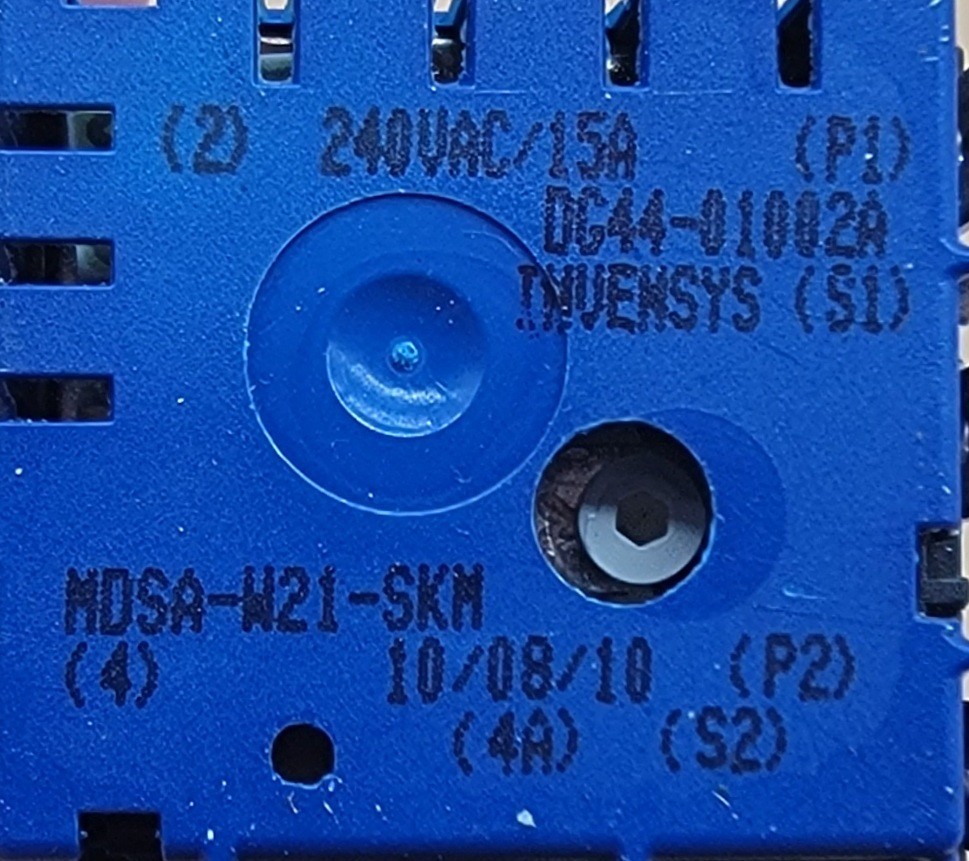 (2) 240VAC/15A (P1)
DG44-01002A
INVENSYS (S1)
MDSA-W21-SKM
(4) 10/08/10 (P2)
(4A) (S2)